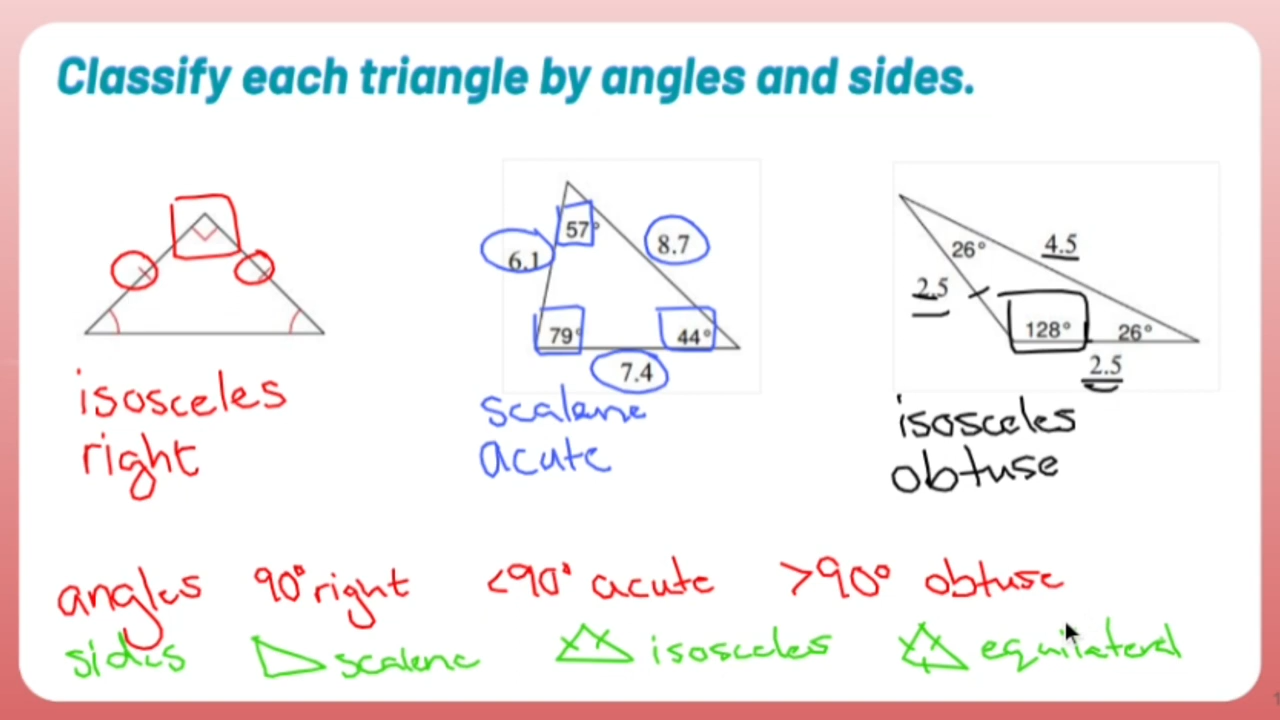 Classify each triangle by angles and sides.
57°
6.1
8.7
79°
44°
7.4
26°
4.5
2.5
128°
26°
2.5
isosceles
right
scalene
acute
isosceles
obtuse
angles 90° right <90° acute >90° obtuse
sides scalene isosceles equilateral